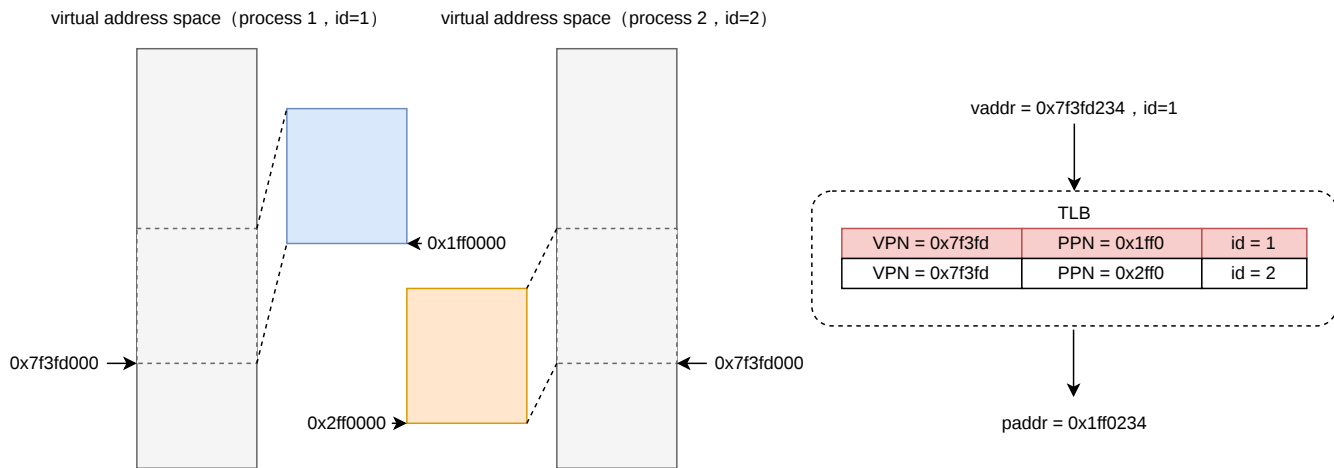 virtual address space（process 1，id=1）
virtual address space（process 2，id=2）
0x1ff0000
0x7f3fd000
0x2ff0000
0x7f3fd000
vaddr = 0x7f3fd234，id=1
TLB
VPN = 0x7f3fd PPN = 0x1ff0 id = 1
VPN = 0x7f3fd PPN = 0x2ff0 id = 2
paddr = 0x1ff0234